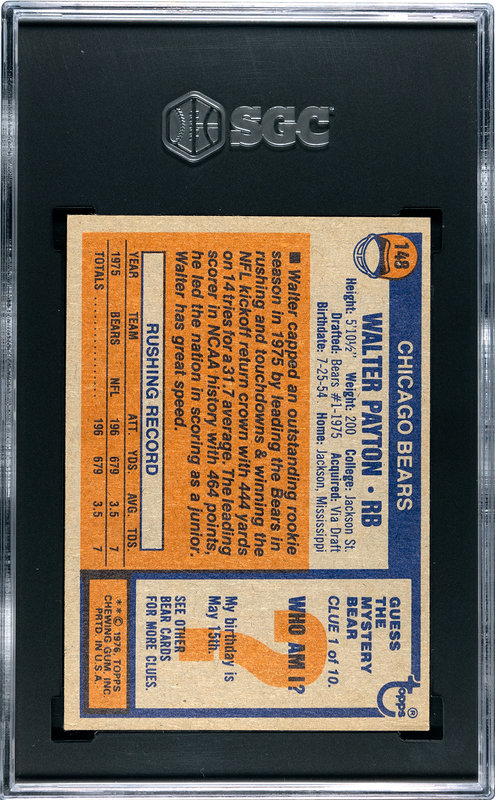 SGC
148
CHICAGO BEARS
WALTER PAYTON • RB
Height: 5'10½" Weight: 200 College: Jackson St.
Drafted: Bears #1-1975 Acquired: Via Draft
Birthdate: 7-25-54 Home: Jackson, Mississippi
■ Walter capped an outstanding rookie
season in 1975 by leading the Bears in
rushing and touchdowns & winning the
NFL kickoff return crown with 444 yards
on 14 tries for a 31.7 average. The leading
scorer in NCAA history with 464 points,
he led the nation in scoring as a junior.
Walter has great speed.
RUSHING RECORD
YEAR TEAM ATT. YDS. AVG. TDS.
1975 BEARS NFL 196 679 3.5 7
TOTALS 196 679 3.5 7
topps ®
GUESS
THE
MYSTERY
BEAR
CLUE 1 of 10.
?
WHO AM I?
My birthday is
May 15th.
SEE OTHER
BEAR CARDS
FOR MORE CLUES.
**© 1976, TOPPS
CHEWING GUM, INC.
PRTD. IN U.S.A.